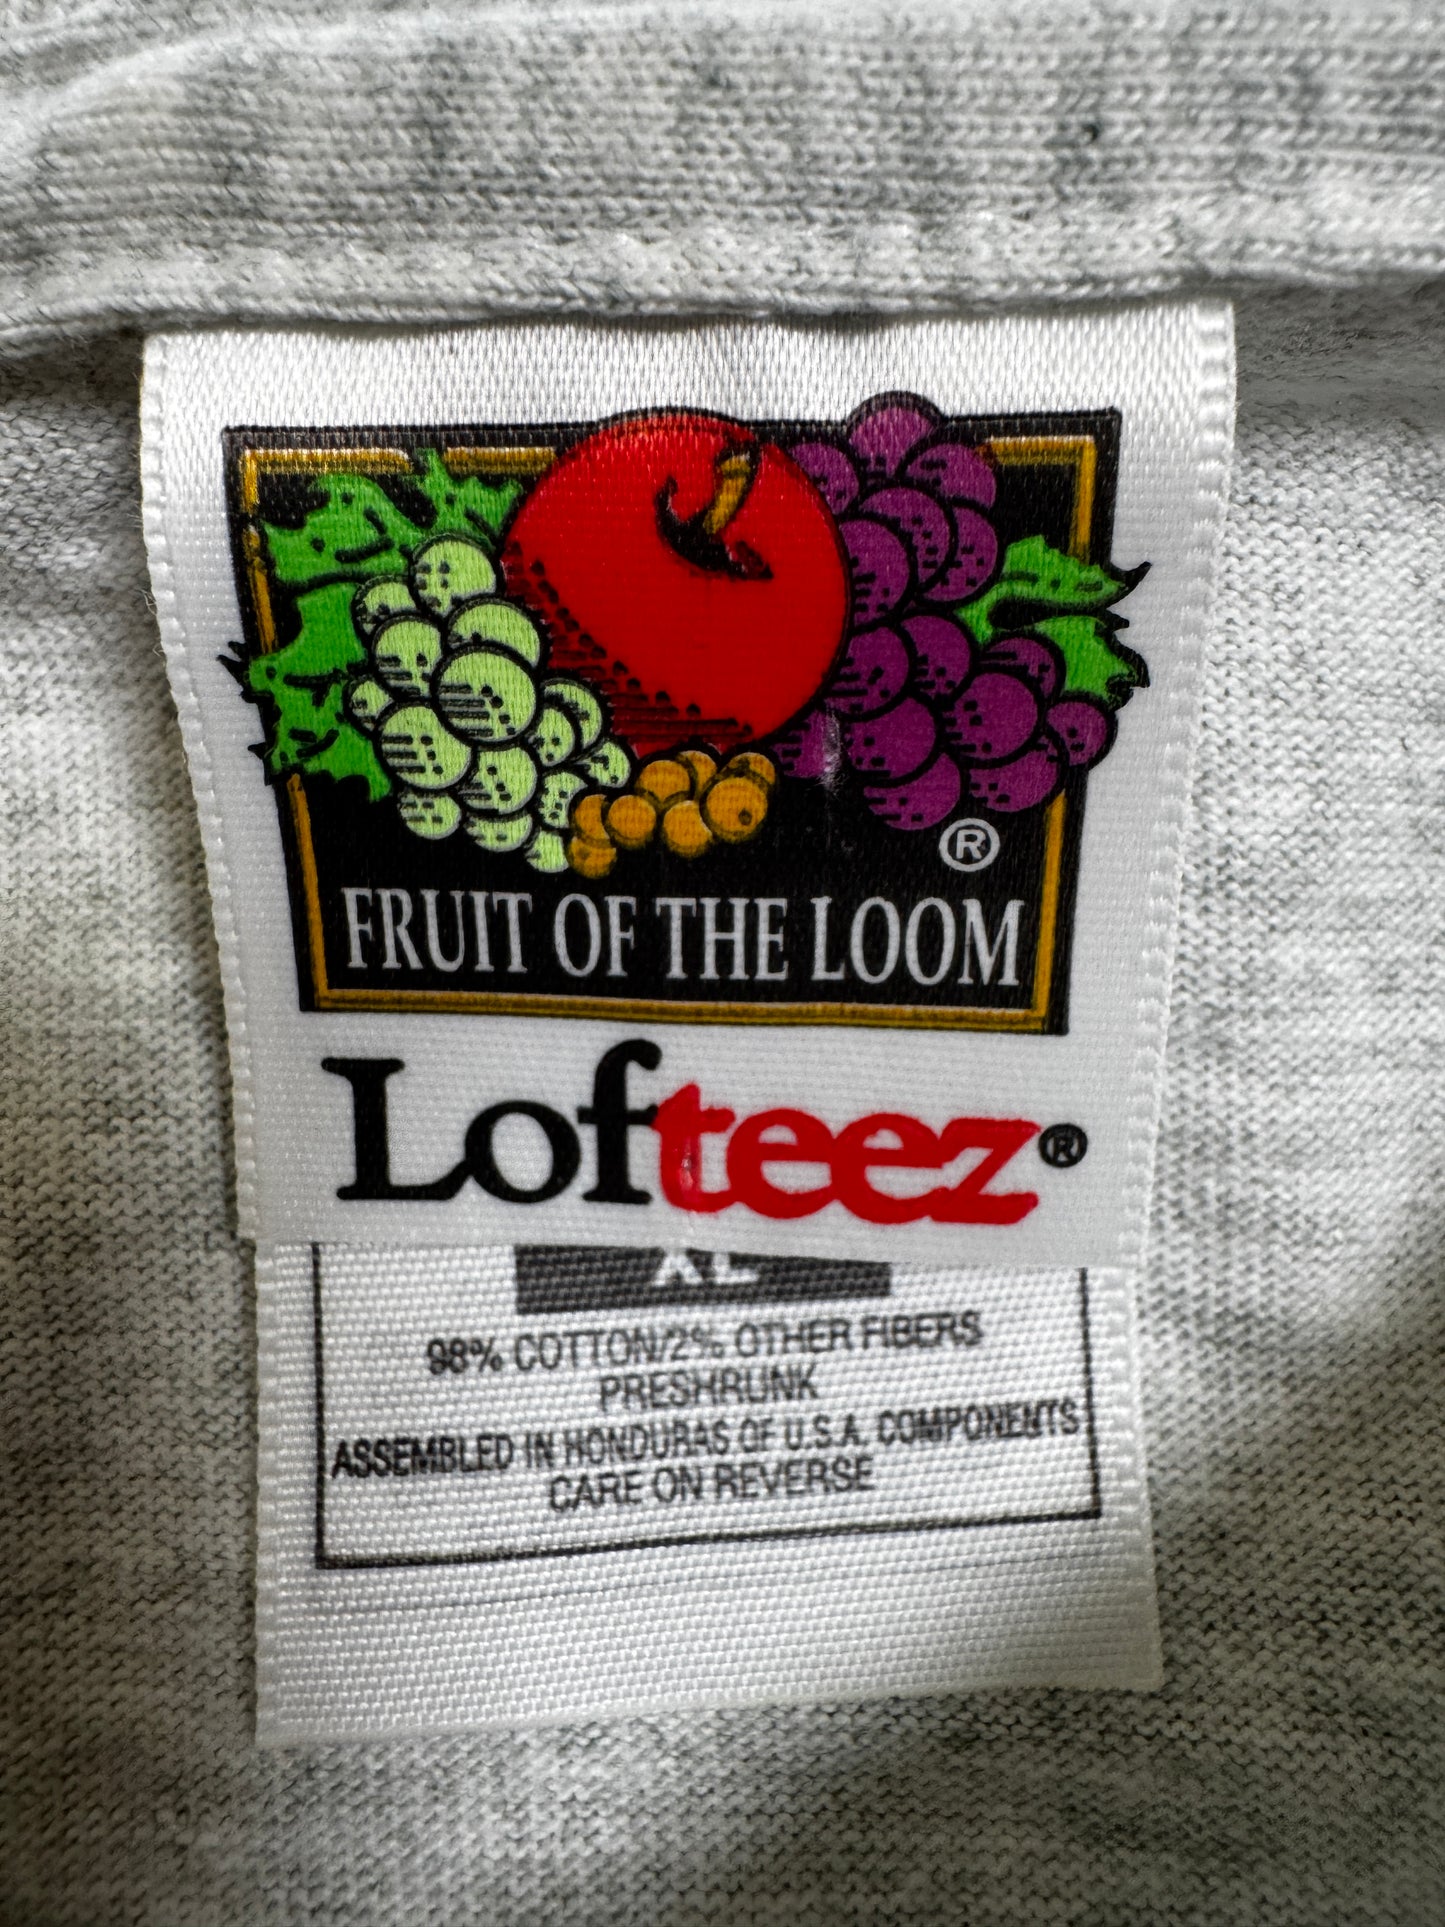 ®
FRUIT OF THE LOOM
Lofteez®
XL
98% COTTON/2% OTHER FIBERS
PRESHRUNK
ASSEMBLED IN HONDURAS OF U.S.A. COMPONENTS
CARE ON REVERSE